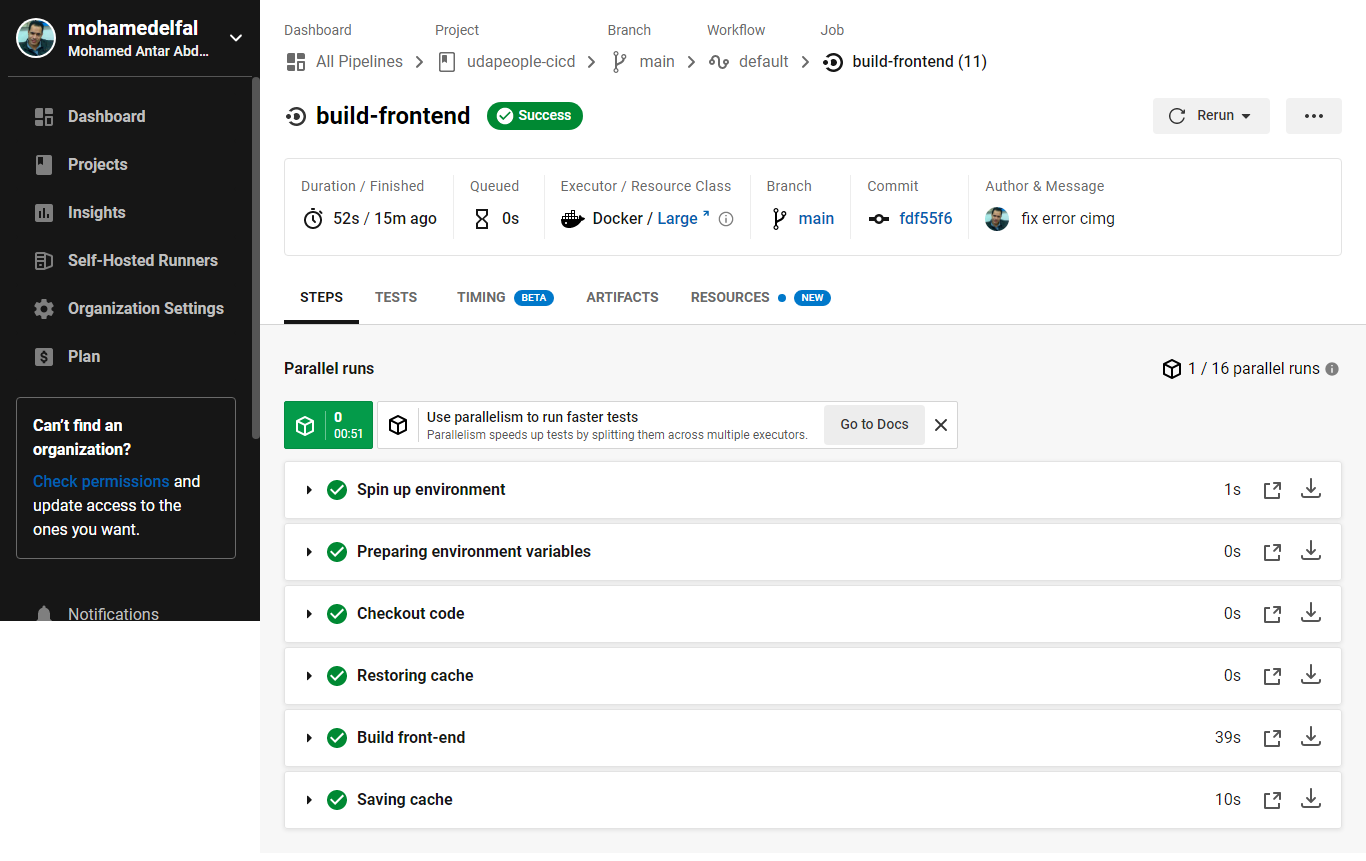 mohamedelfal
Mohamed Antar Abd...
Dashboard
Projects
Insights
Self-Hosted Runners
Organization Settings
Plan
Can't find an
organization?
Check permissions and
update access to the
ones you want.
Notifications
Dashboard Project Branch Workflow Job
All Pipelines udapeople-cicd main default build-frontend (11)
build-frontend Success
Rerun
Duration / Finished Queued Executor / Resource Class Branch Commit Author & Message
52s / 15m ago 0s Docker / Large main fdf55f6 fix error cimg
STEPS TESTS TIMING BETA ARTIFACTS RESOURCES NEW
Parallel runs 1 / 16 parallel runs
0
00:51
Use parallelism to run faster tests
Parallelism speeds up tests by splitting them across multiple executors.
Go to Docs
Spin up environment 1s
Preparing environment variables 0s
Checkout code 0s
Restoring cache 0s
Build front-end 39s
Saving cache 10s